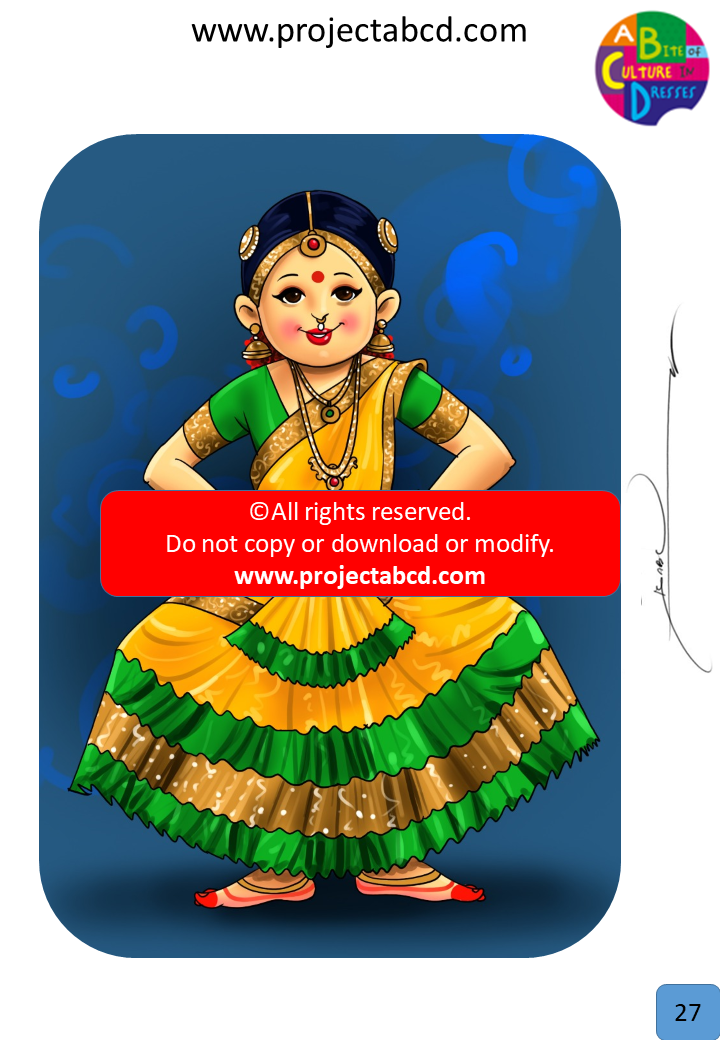 www.projectabcd.com
A BITE OF
CULTURE IN
DRESSES
©All rights reserved.
Do not copy or download or modify.
www.projectabcd.com
27